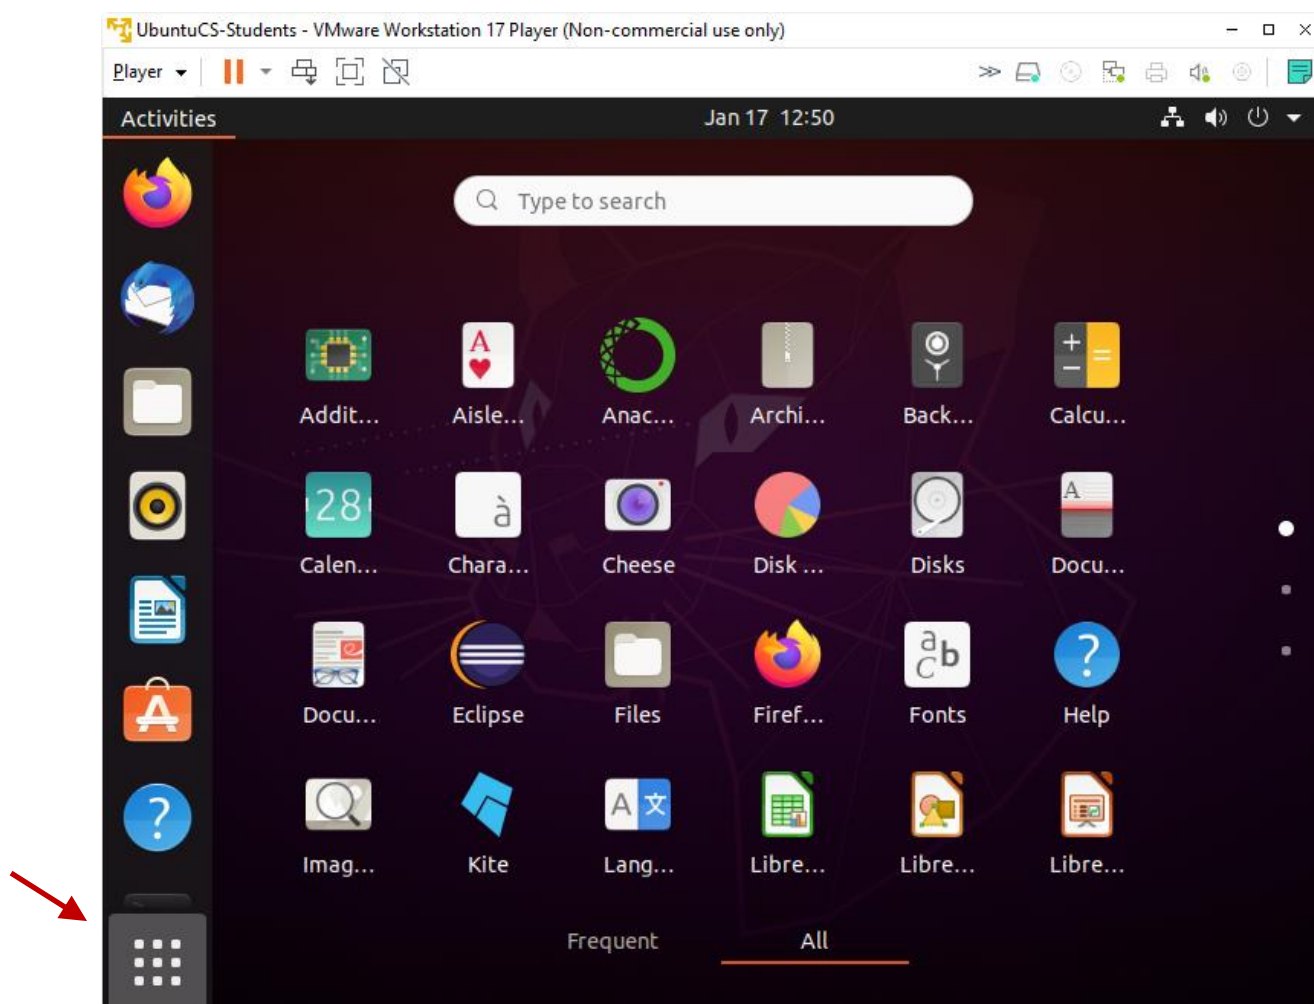 UbuntuCS-Students - VMware Workstation 17 Player (Non-commercial use only)
Player
Activities
Jan 17 12:50
Type to search
Addit...
Aisle...
Anac...
Archi...
Back...
Calcu...
28
à
A
Calen...
Chara...
Cheese
Disk ...
Disks
Docu...
Docu...
Eclipse
Files
Firef...
Fonts
Help
Imag...
Kite
Lang...
Libre...
Libre...
Libre...
Frequent
All